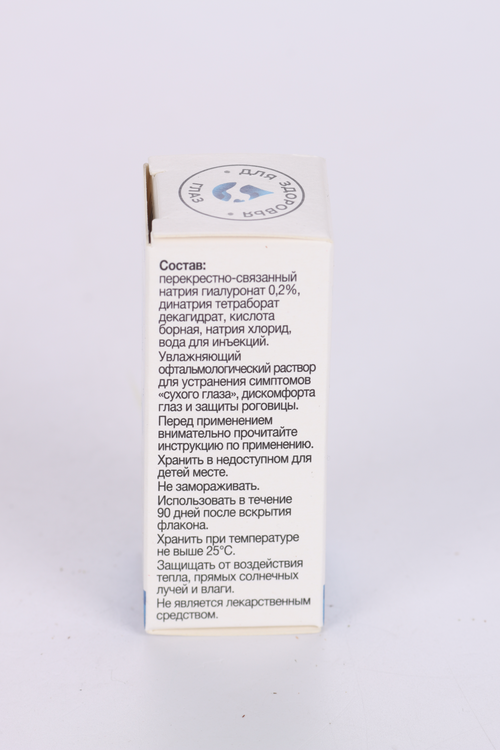 • ДЛЯ ЗДОРОВЬЯ • ГЛАЗ
Состав:
перекрестно-связанный
натрия гиалуронат 0,2%,
динатрия тетраборат
декагидрат, кислота
борная, натрия хлорид,
вода для инъекций.
Увлажняющий
офтальмологический раствор
для устранения симптомов
«сухого глаза», дискомфорта
глаз и защиты роговицы.
Перед применением
внимательно прочитайте
инструкцию по применению.
Хранить в недоступном для
детей месте.
Не замораживать.
Использовать в течение
90 дней после вскрытия
флакона.
Хранить при температуре
не выше 25°С.
Защищать от воздействия
тепла, прямых солнечных
лучей и влаги.
Не является лекарственным
средством.